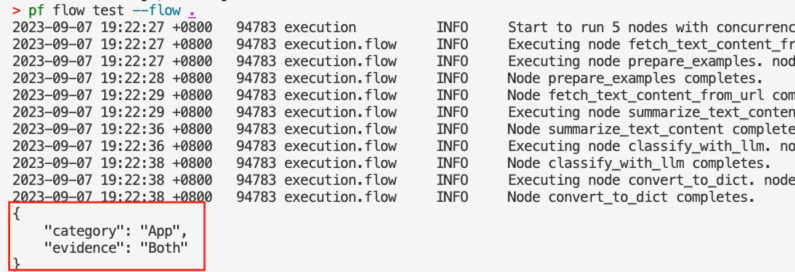 > pf flow test --flow .
2023-09-07 19:22:27 +0800   94783 execution          INFO     Start to run 5 nodes with concurrenc
2023-09-07 19:22:27 +0800   94783 execution.flow     INFO     Executing node fetch_text_content_fr
2023-09-07 19:22:27 +0800   94783 execution.flow     INFO     Executing node prepare_examples. nod
2023-09-07 19:22:28 +0800   94783 execution.flow     INFO     Node prepare_examples completes.
2023-09-07 19:22:29 +0800   94783 execution.flow     INFO     Node fetch_text_content_from_url com
2023-09-07 19:22:29 +0800   94783 execution.flow     INFO     Executing node summarize_text_conten
2023-09-07 19:22:36 +0800   94783 execution.flow     INFO     Node summarize_text_content complete
2023-09-07 19:22:36 +0800   94783 execution.flow     INFO     Executing node classify_with_llm. no
2023-09-07 19:22:38 +0800   94783 execution.flow     INFO     Node classify_with_llm completes.
2023-09-07 19:22:38 +0800   94783 execution.flow     INFO     Executing node convert_to_dict. node
2023-09-07 19:22:38 +0800   94783 execution.flow     INFO     Node convert_to_dict completes.
{
    "category": "App",
    "evidence": "Both"
}